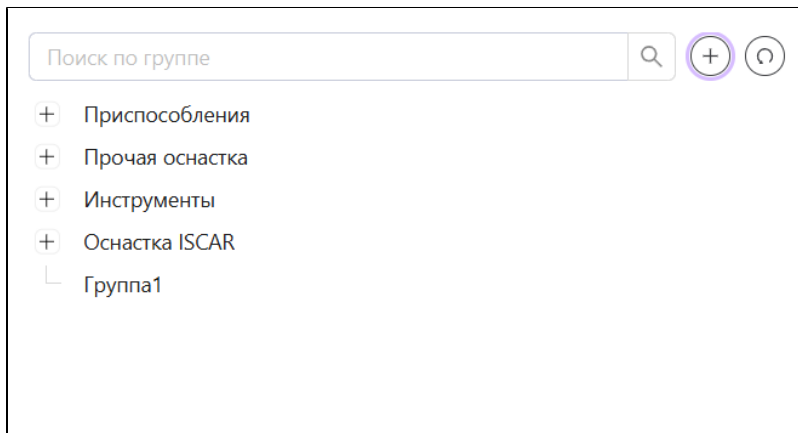 Поиск по группе
Приспособления
Прочая оснастка
Инструменты
Оснастка ISCAR
Группа1